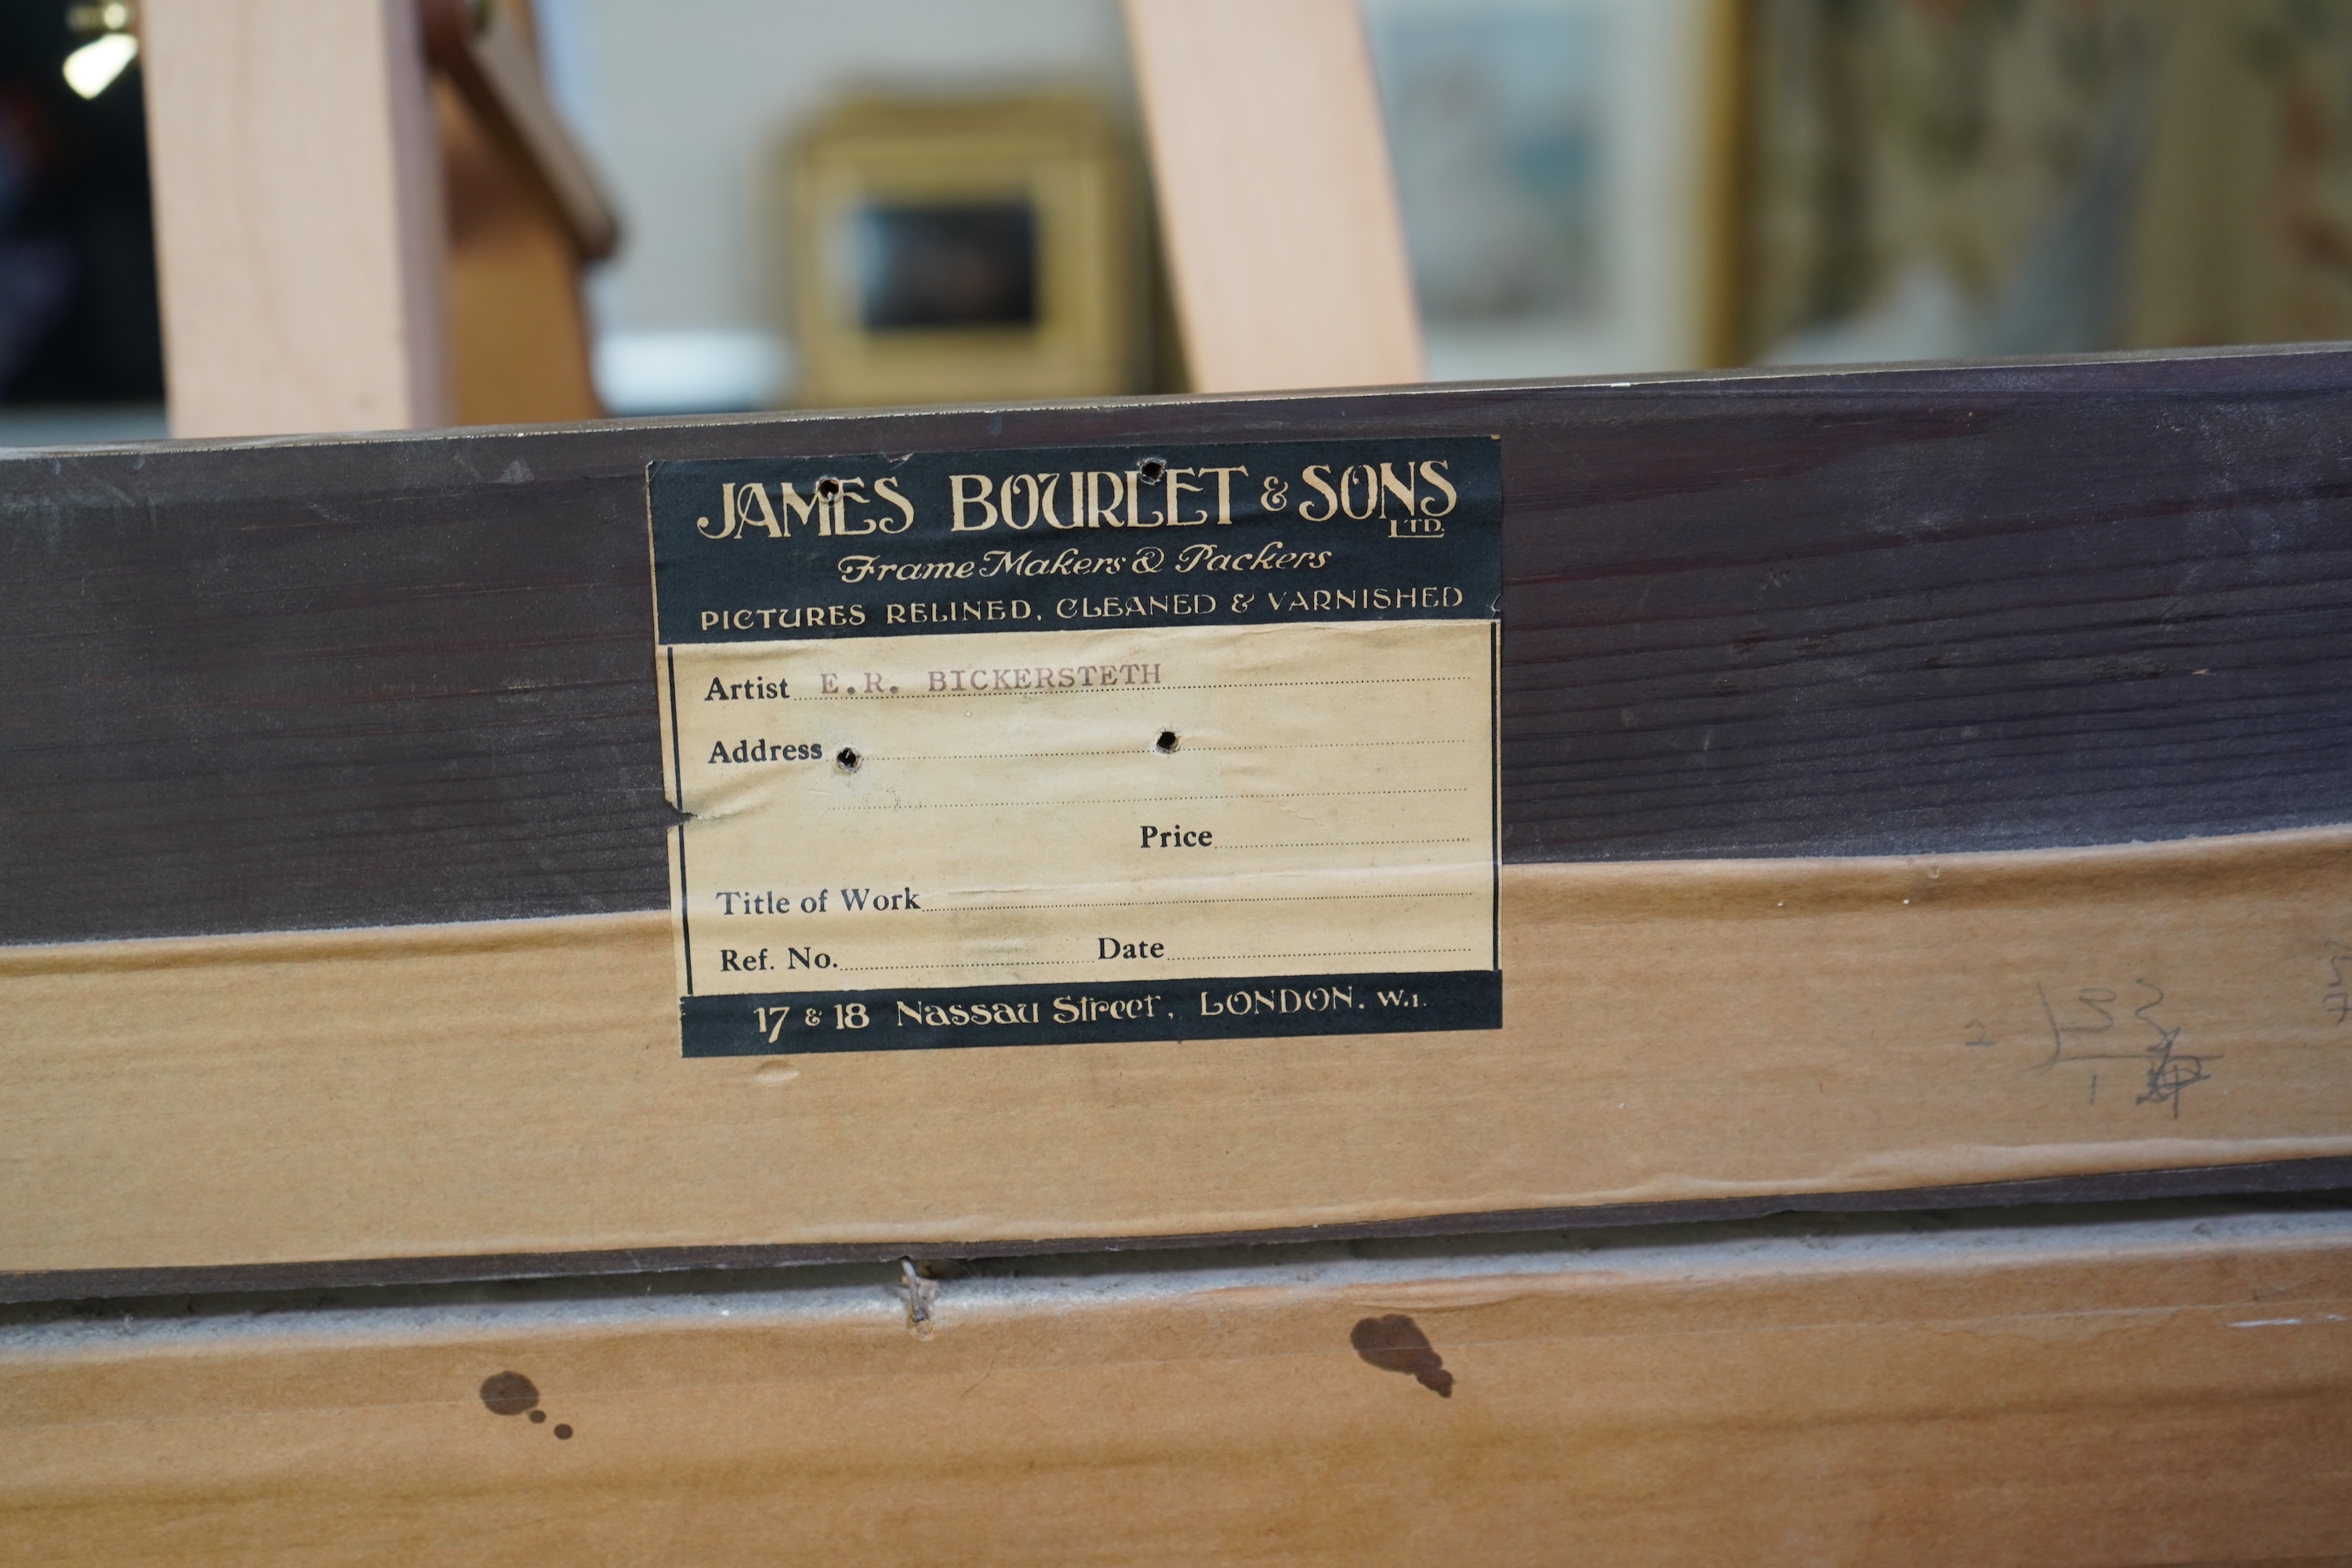 JAMES BOURLET & SONS
LTD.
Frame Makers & Packers
PICTURES RELINED, CLEANED & VARNISHED
Artist E.R. BICKERSTETH
Address
Price
Title of Work
Ref. No. Date
17 & 18 Nassau Street, LONDON. W.1.